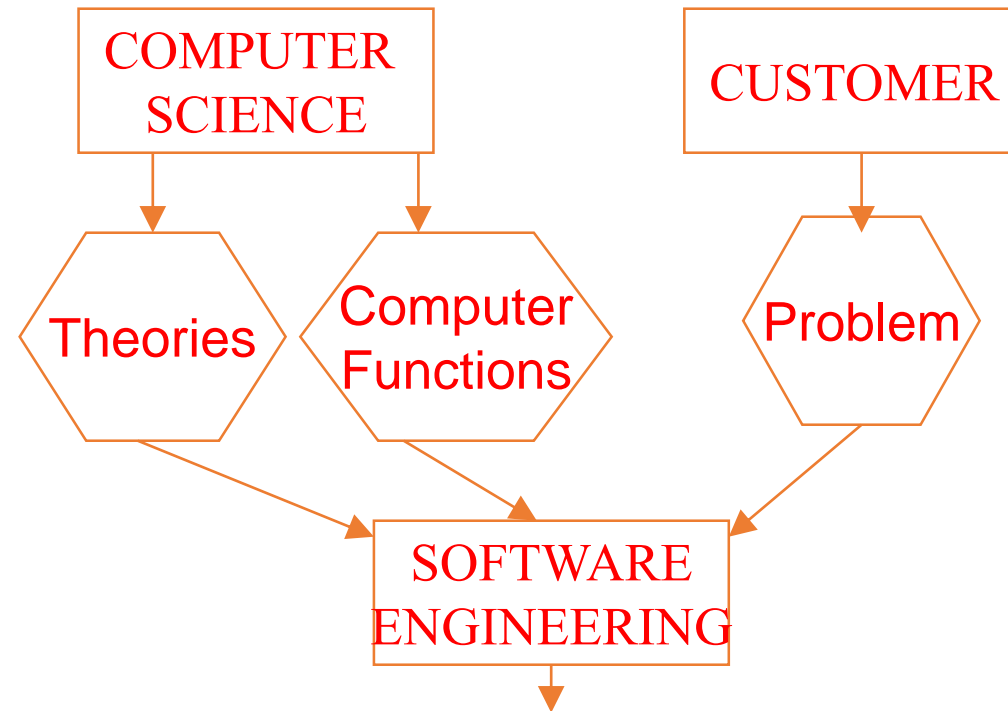 COMPUTER
SCIENCE
CUSTOMER
Theories
Computer
Functions
Problem
SOFTWARE
ENGINEERING